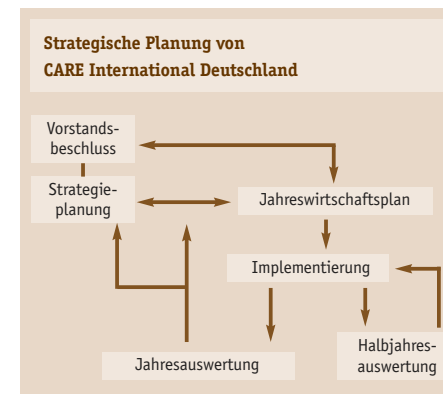 Strategische Planung von
CARE International Deutschland
Vorstands-
beschluss
Strategie-
planung
Jahreswirtschaftsplan
Implementierung
Jahresauswertung
Halbjahres-
auswertung